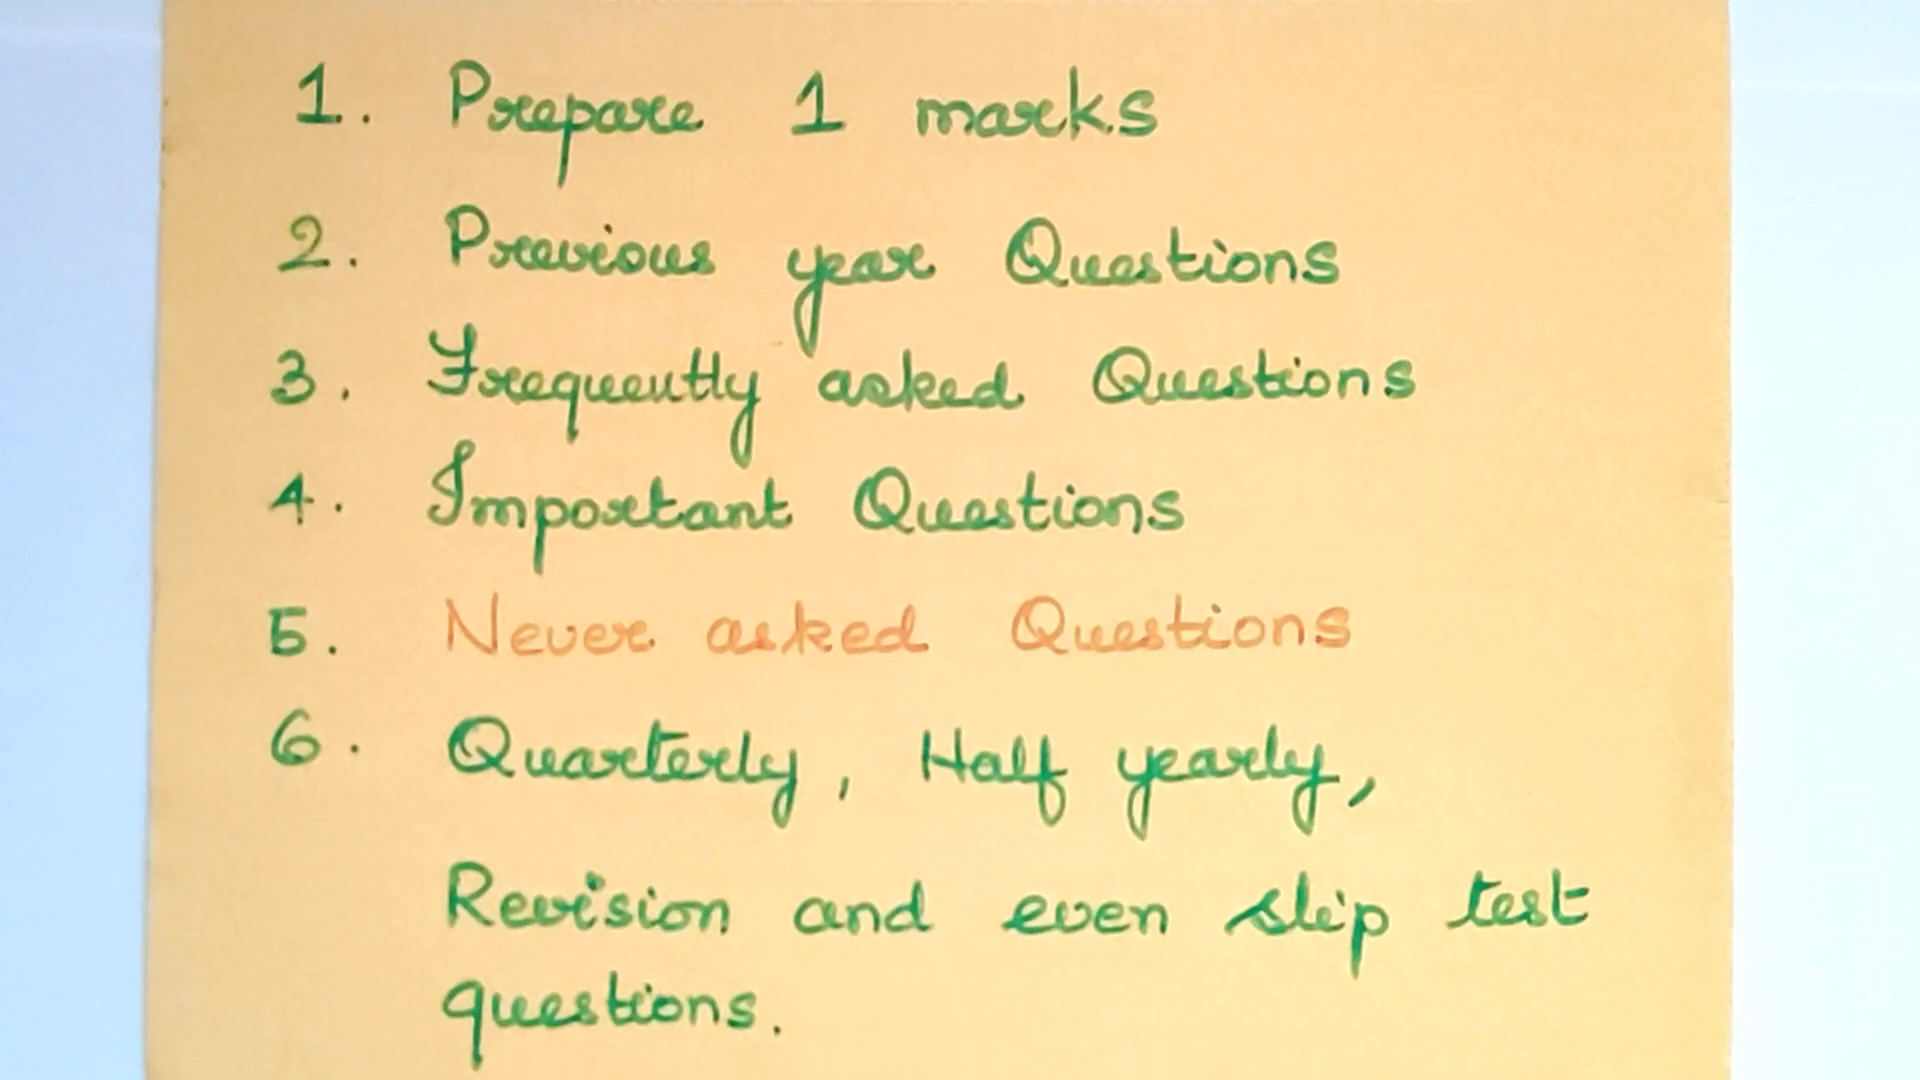 1. Prepare 1 marks
2. Previous year Questions
3. Frequently asked Questions
4. Important Questions
5. Never asked Questions
6. Quarterly, Half yearly,
Revision and even slip test
questions.